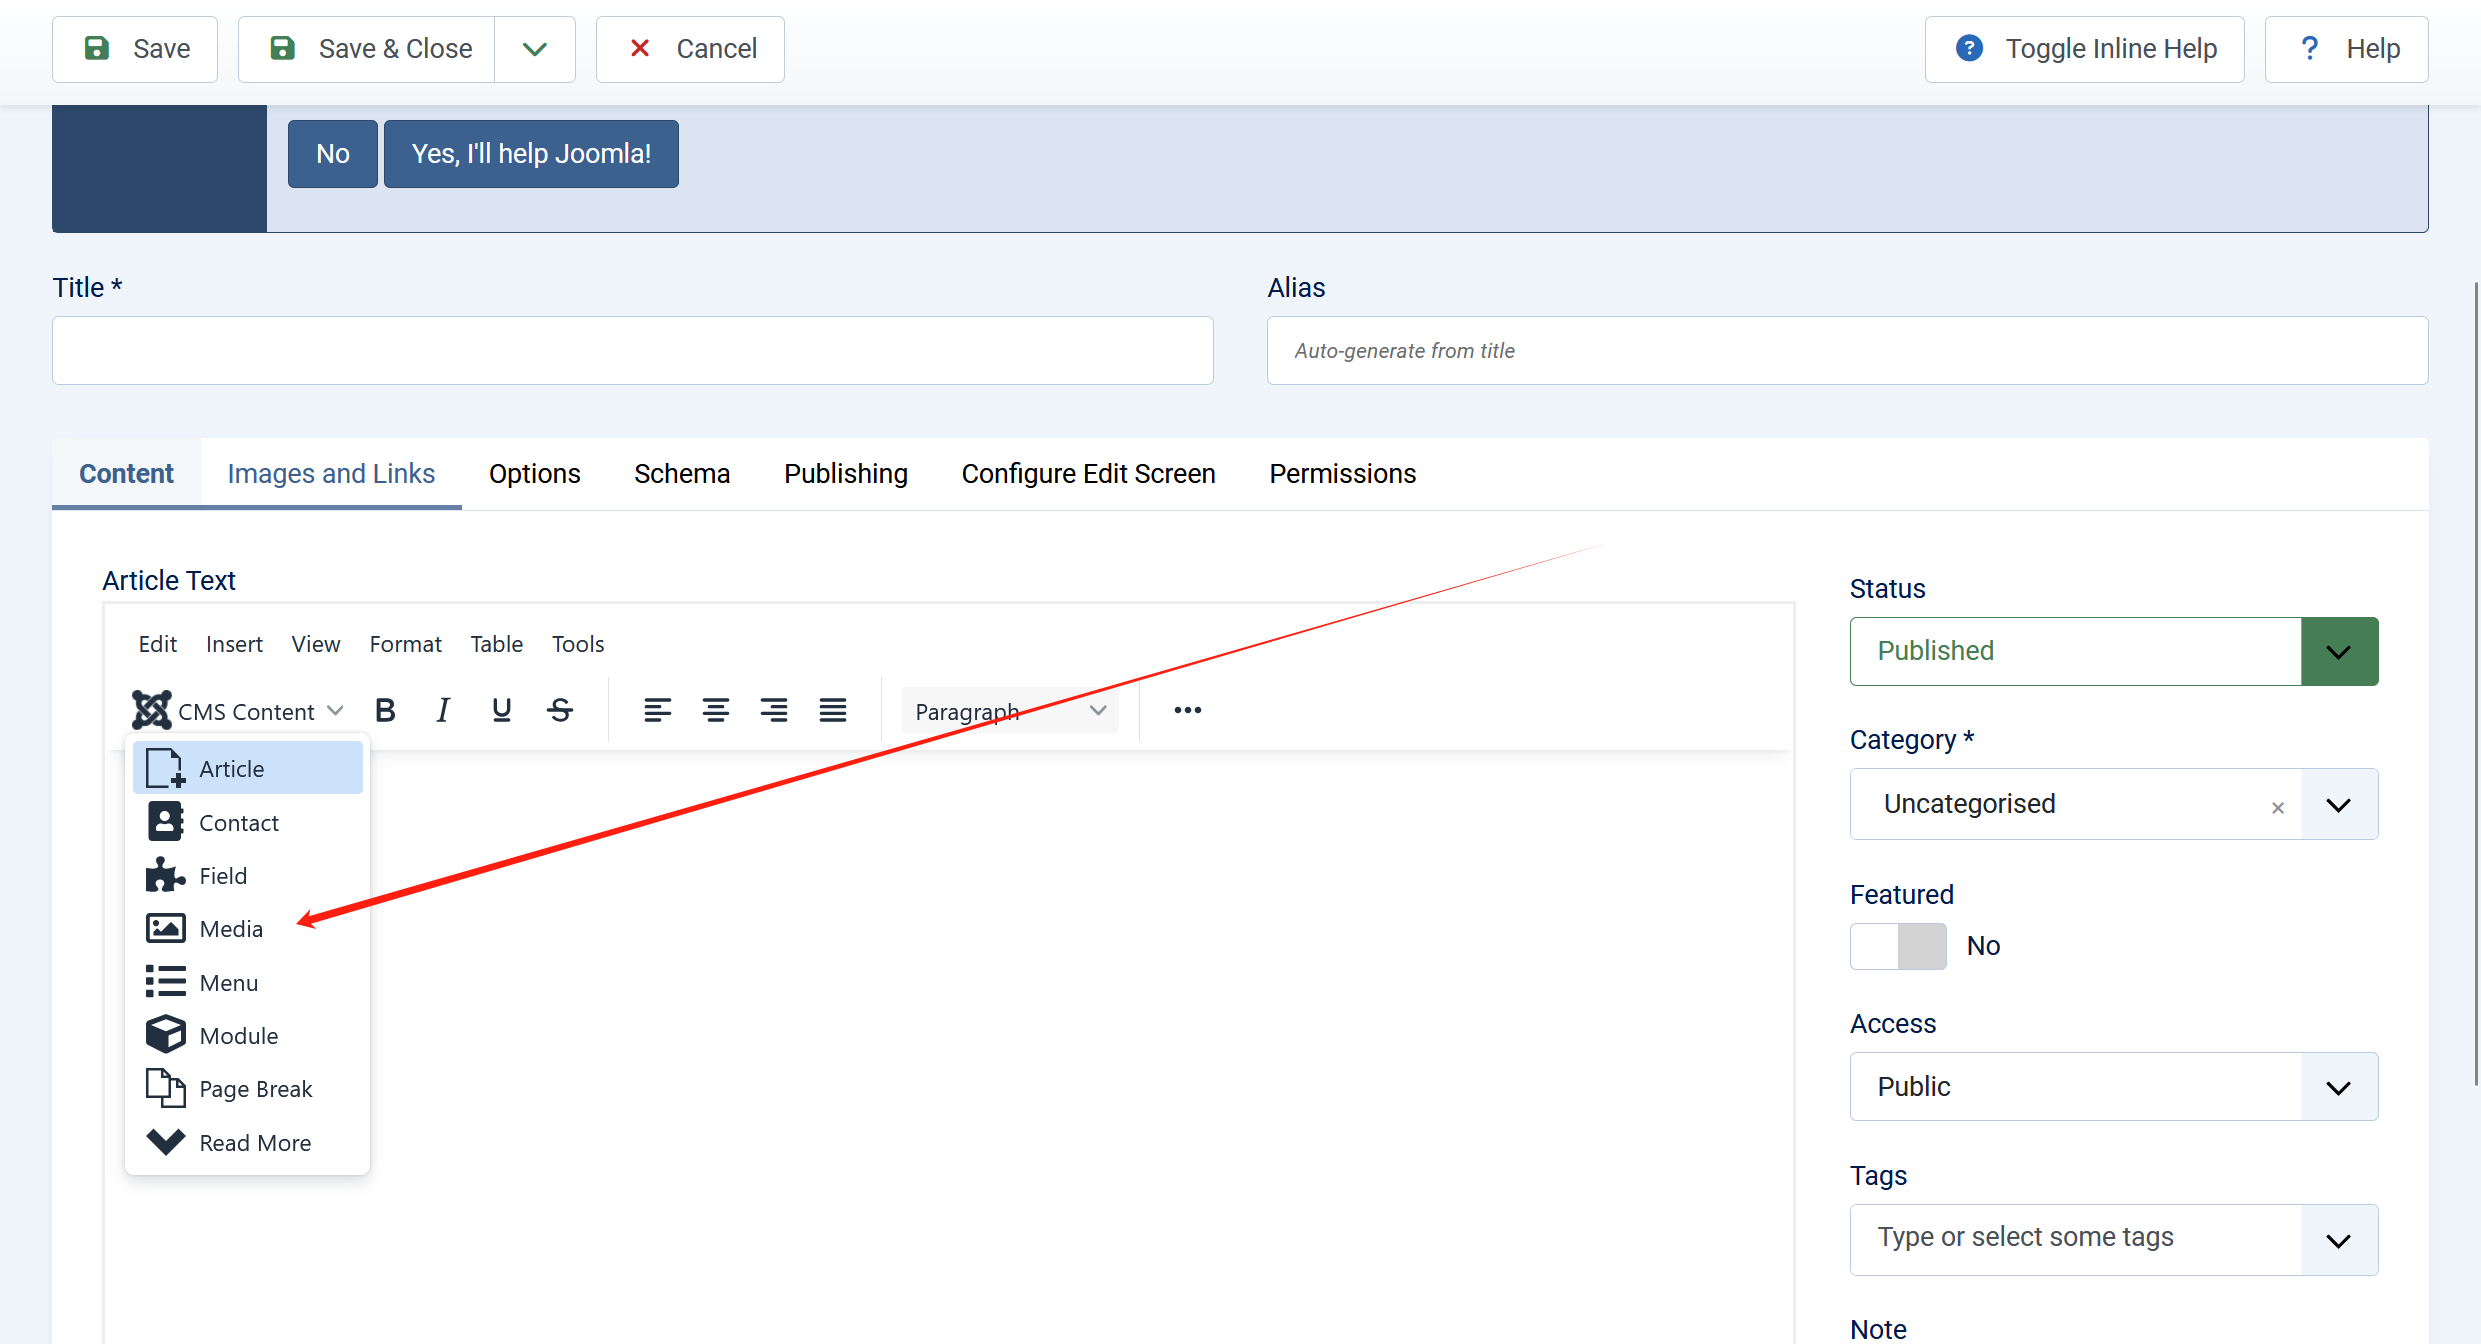 Save
Save & Close
Cancel
Toggle Inline Help
Help
No
Yes, I'll help Joomla!
Title *
Alias
Auto-generate from title
Content
Images and Links
Options
Schema
Publishing
Configure Edit Screen
Permissions
Article Text
Edit
Insert
View
Format
Table
Tools
CMS Content
B
I
U
S
Paragraph
Article
Contact
Field
Media
Menu
Module
Page Break
Read More
Status
Published
Category *
Uncategorised
Featured
No
Access
Public
Tags
Type or select some tags
Note